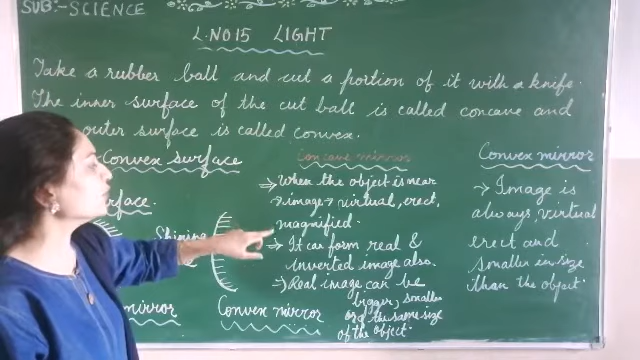 SUB:- SCIENCE
L.NO 15 LIGHT
Take a rubber ball and cut a portion of it with a knife.
The inner surface of the cut ball is called concave and
outer surface is called convex.
Convex surface
surface.
Shining
mirror
Convex mirror
Concave mirror
⇒ When the object is near
→ image → virtual, erect,
magnified.
→ It can form real &
inverted image also.
→ Real image can be
bigger, smaller
or of the same size
of the object.
Convex mirror
→ Image is
always, virtual
erect and
smaller in size
than the object.